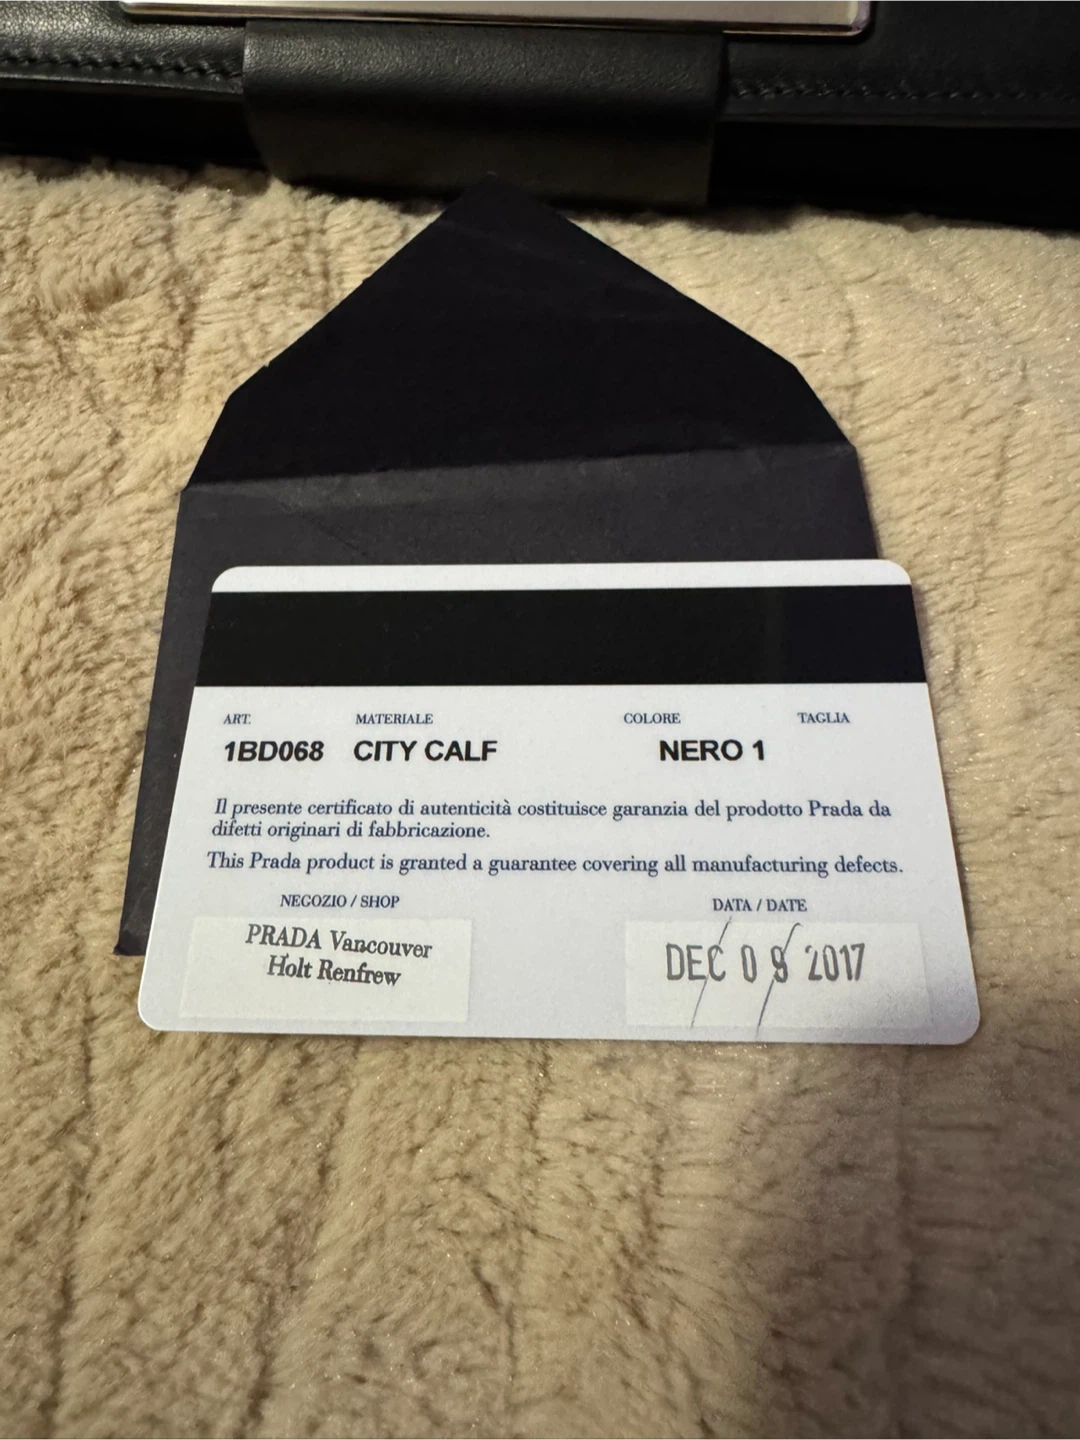 ART. MATERIALE COLORE TAGLIA
1BD068 CITY CALF NERO 1
Il presente certificato di autenticità costituisce garanzia del prodotto Prada da
difetti originari di fabbricazione.
This Prada product is granted a guarantee covering all manufacturing defects.
NEGOZIO / SHOP DATA / DATE
PRADA Vancouver
Holt Renfrew
DEC 09 2017